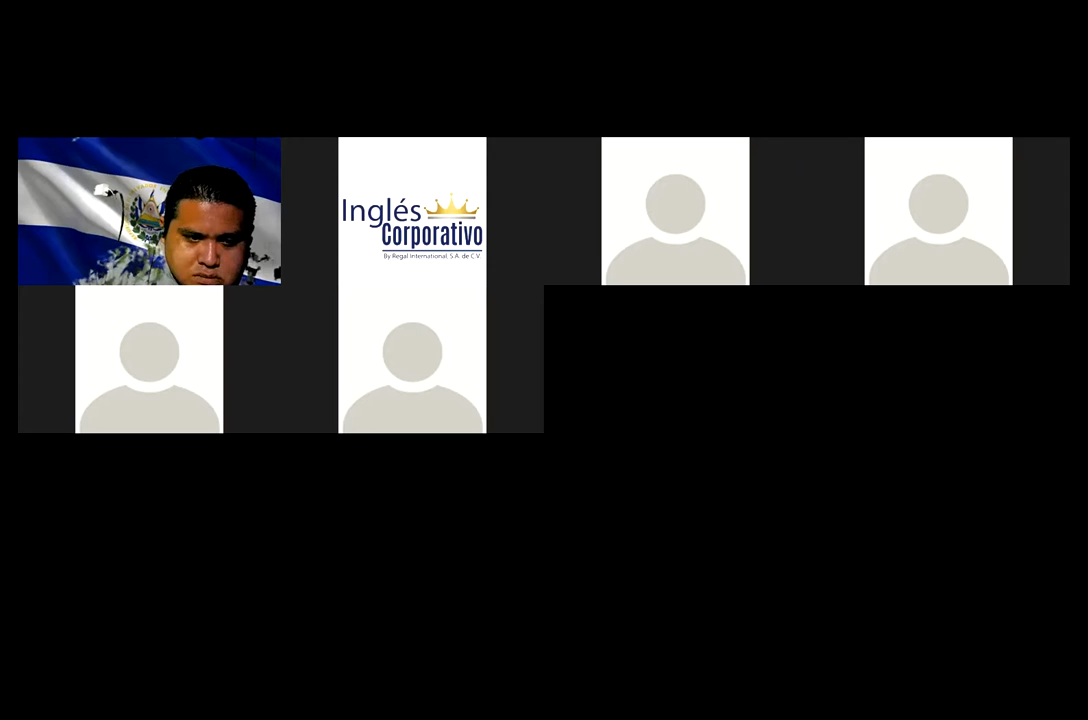 Inglés
Corporativo
By Regal International, S.A. de C.V.